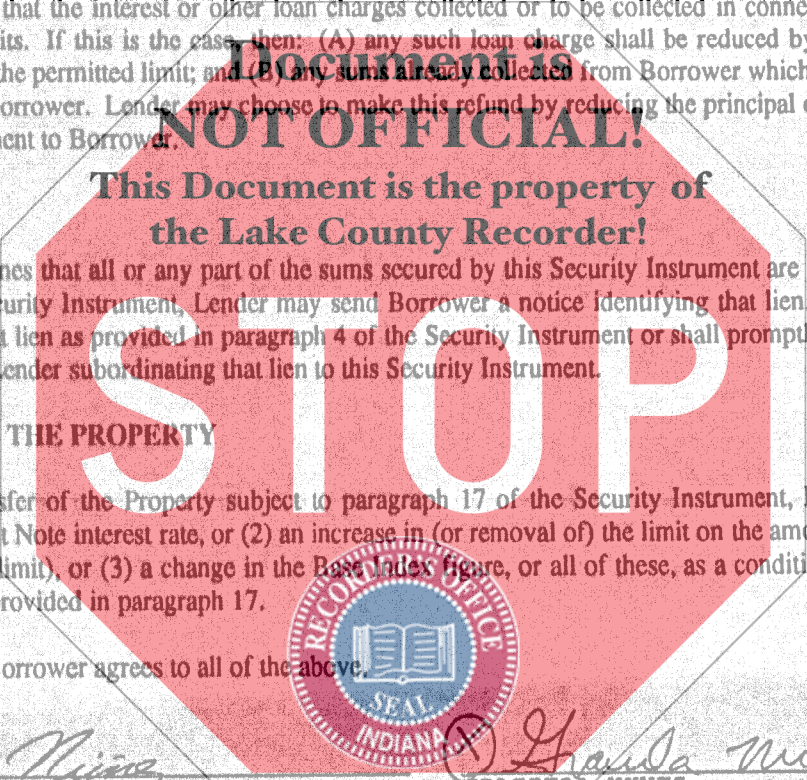 that the interest or other loan charges collected or to be collected in conne
its. If this is the case, then: (A) any such loan charge shall be reduced by
the permitted limit; and (B) any sums already collected from Borrower which
orrower. Lender may choose to make this refund by reducing the principal
ent to Borrower.
Document is
NOT OFFICIAL!
This Document is the property of
the Lake County Recorder!
nes that all or any part of the sums secured by this Security Instrument are
curity Instrument, Lender may send Borrower a notice identifying that lien.
lien as provided in paragraph 4 of the Security Instrument or shall prompt
ender subordinating that lien to this Security Instrument.
STOP
THE PROPERTY
sfer of the Property subject to paragraph 17 of the Security Instrument,
t Note interest rate, or (2) an increase in (or removal of) the limit on the amo
limit), or (3) a change in the Base Index figure, or all of these, as a conditi
rovided in paragraph 17.
orrower agrees to all of the above.
RECORDERS OFFICE
SEAL
INDIANA